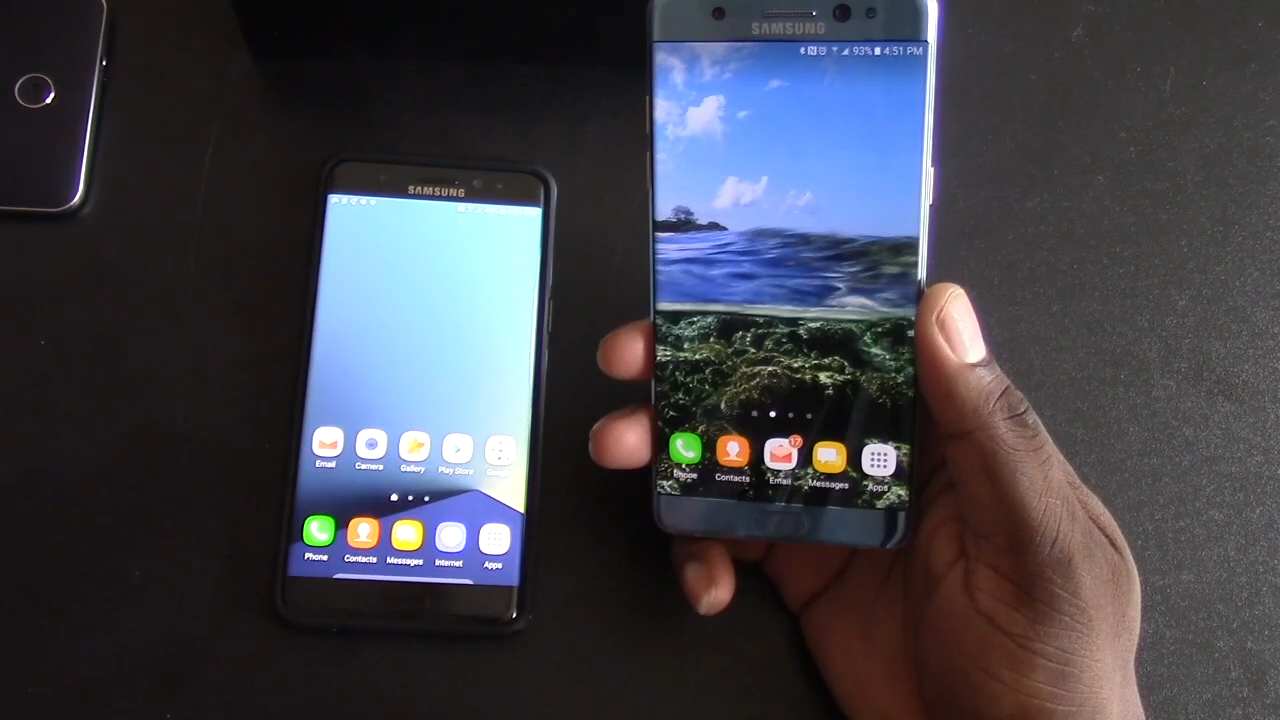 SAMSUNG
93% 4:51 PM
Phone
Contacts
17
Email
Messages
Apps
SAMSUNG
Email
Camera
Gallery
Play Store
Phone
Contacts
Messages
Internet
Apps